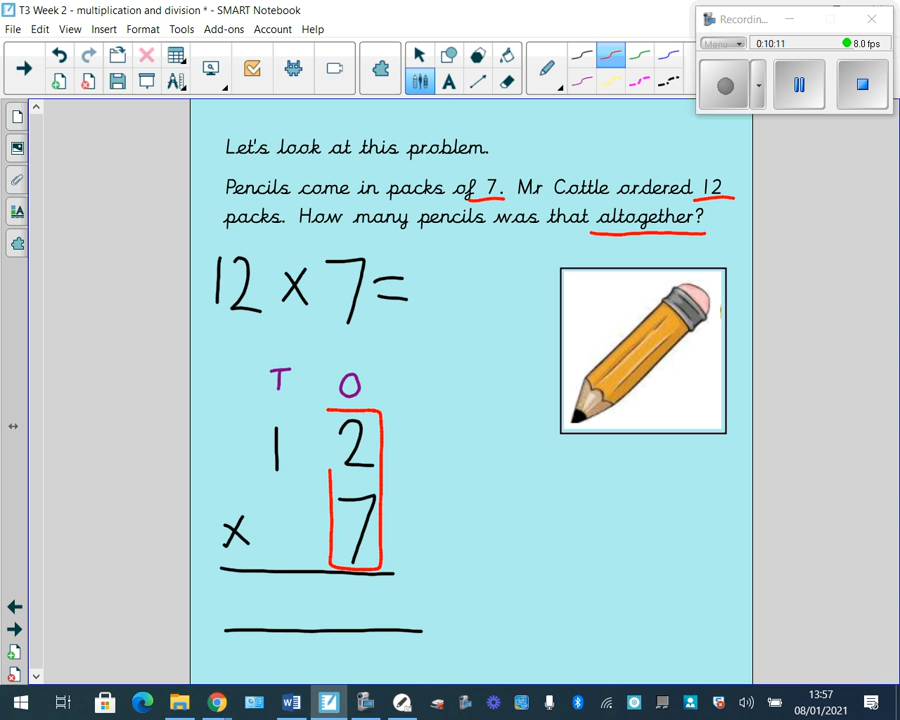 T3 Week 2 - multiplication and division * - SMART Notebook
Recordin...
File Edit View Insert Format Tools Add-ons Account Help
Menu
0:10:11
8.0 fps
Let's look at this problem.
Pencils come in packs of 7. Mr Cottle ordered 12
packs. How many pencils was that altogether?
12 x 7 =
T O
1 2
x 7
13:57
08/01/2021